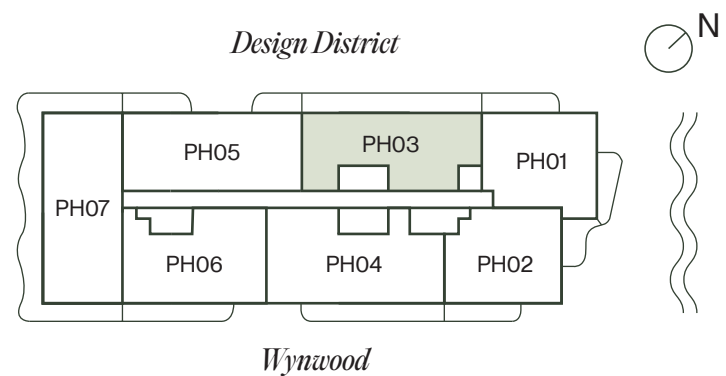 N
Design District
PH03
PH05
PH01
PH07
PH06
PH04
PH02
Wynwood